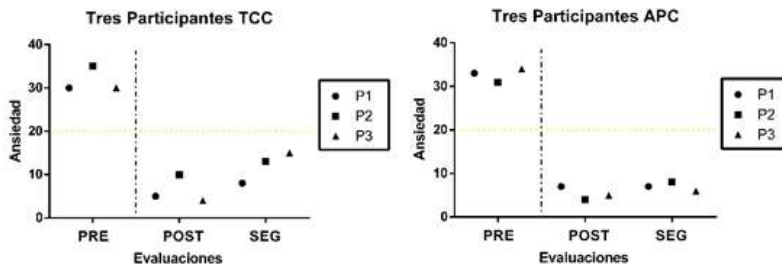 Tres Participantes TCC
40
30
20
10
0
Ansiedad
PRE
POST
SEG
Evaluaciones
P1
P2
P3
Tres Participantes APC
40
30
20
10
0
Ansiedad
PRE
POST
SEG
Evaluaciones
P1
P2
P3